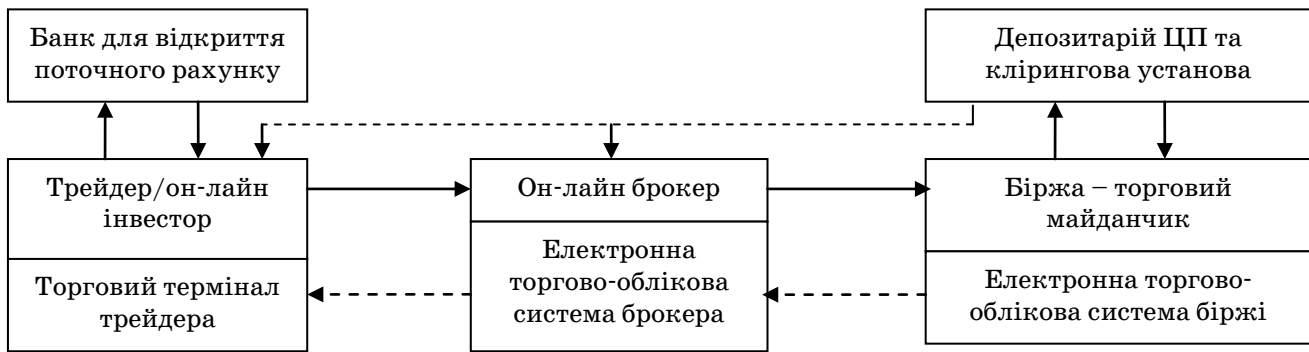 Банк для відкриття
поточного рахунку
Депозитарій ЦП та
клірингова установа
Трейдер/он-лайн
інвестор
Он-лайн брокер
Біржа – торговий
майданчик
Торговий термінал
трейдера
Електронна
торгово-облікова
система брокера
Електронна торгово-
облікова система біржі